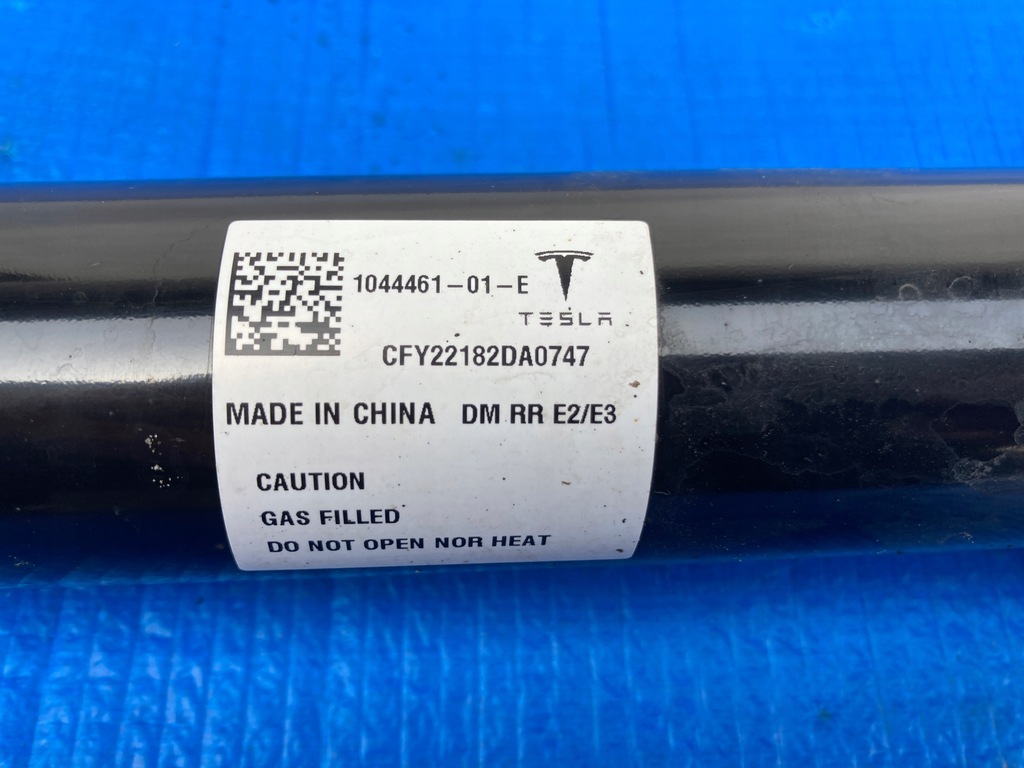 1044461-01-E
TESLA
CFY22182DA0747
MADE IN CHINA DM RR E2/E3
CAUTION
GAS FILLED
DO NOT OPEN NOR HEAT